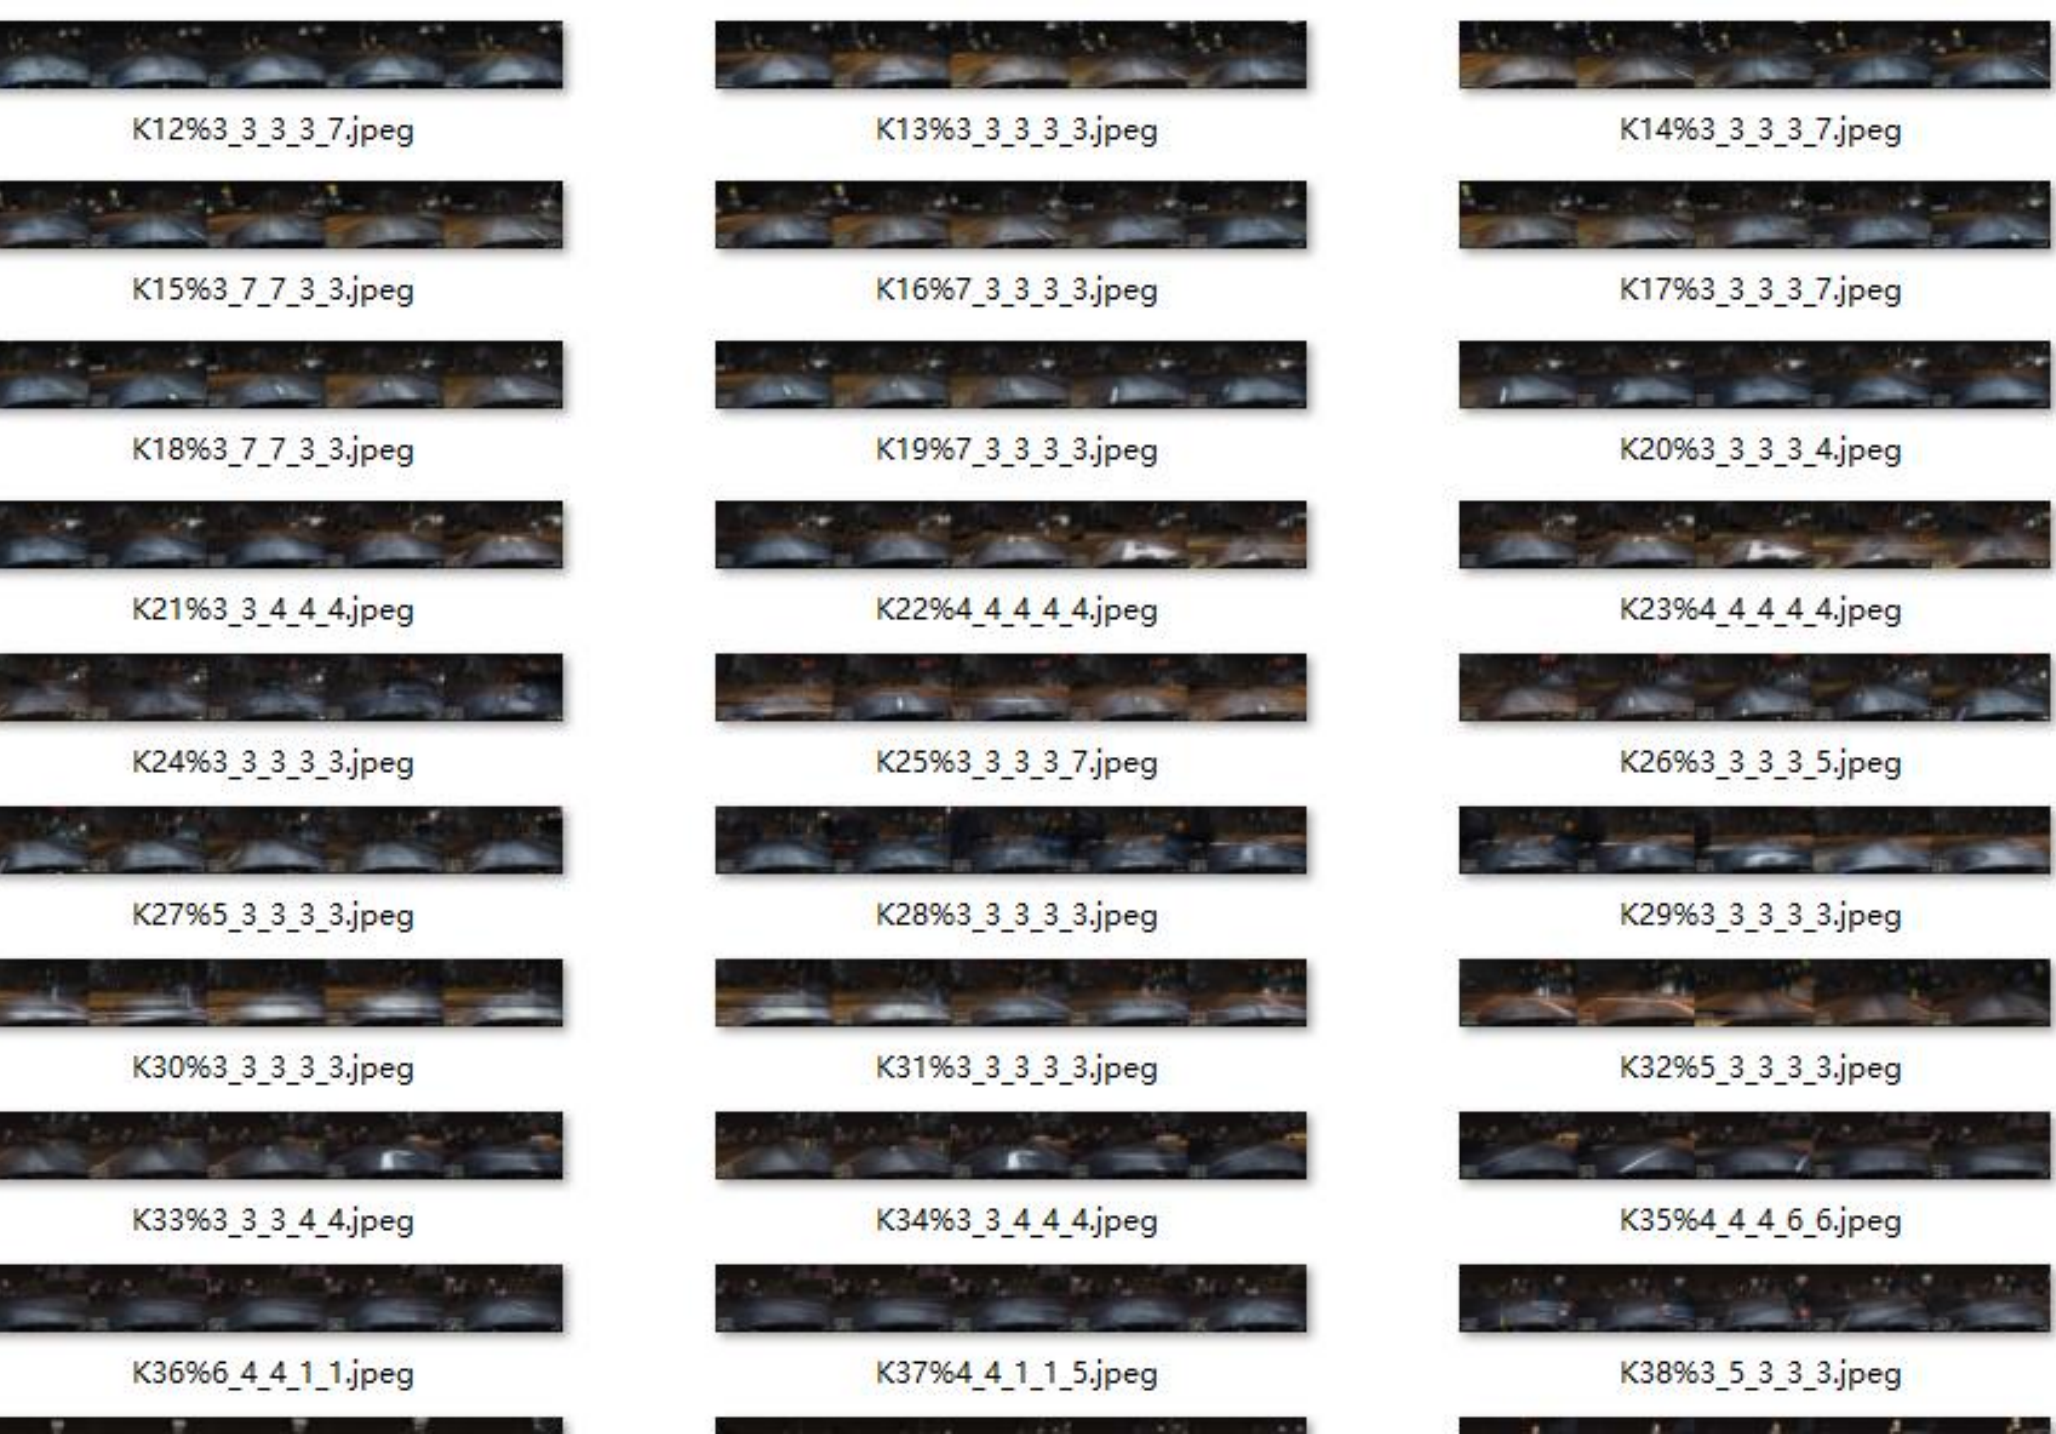 K12%3_3_3_3_7.jpeg K13%3_3_3_3_3.jpeg K14%3_3_3_3_7.jpeg
K15%3_7_7_3_3.jpeg K16%7_3_3_3_3.jpeg K17%3_3_3_3_7.jpeg
K18%3_7_7_3_3.jpeg K19%7_3_3_3_3.jpeg K20%3_3_3_3_4.jpeg
K21%3_3_4_4_4.jpeg K22%4_4_4_4_4.jpeg K23%4_4_4_4_4.jpeg
K24%3_3_3_3_3.jpeg K25%3_3_3_3_7.jpeg K26%3_3_3_3_5.jpeg
K27%5_3_3_3_3.jpeg K28%3_3_3_3_3.jpeg K29%3_3_3_3_3.jpeg
K30%3_3_3_3_3.jpeg K31%3_3_3_3_3.jpeg K32%5_3_3_3_3.jpeg
K33%3_3_3_4_4.jpeg K34%3_3_4_4_4.jpeg K35%4_4_4_6_6.jpeg
K36%6_4_4_1_1.jpeg K37%4_4_1_1_5.jpeg K38%3_5_3_3_3.jpeg